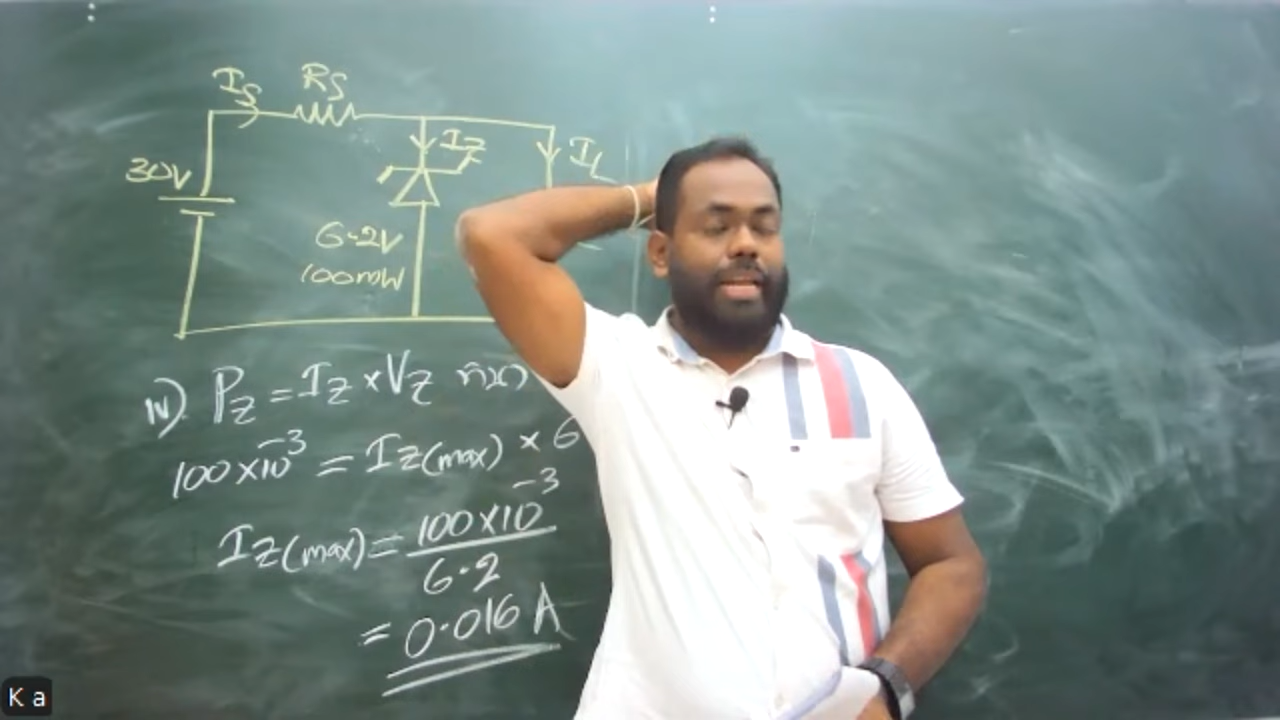 Is
Rs
Iz
IL
30V
6.2V
100mW
iv) Pz = Iz × Vz න්න
100×10⁻³ = Iz(max) × 6
Iz(max) = 100×10⁻³
6.2
= 0.016 A
K a